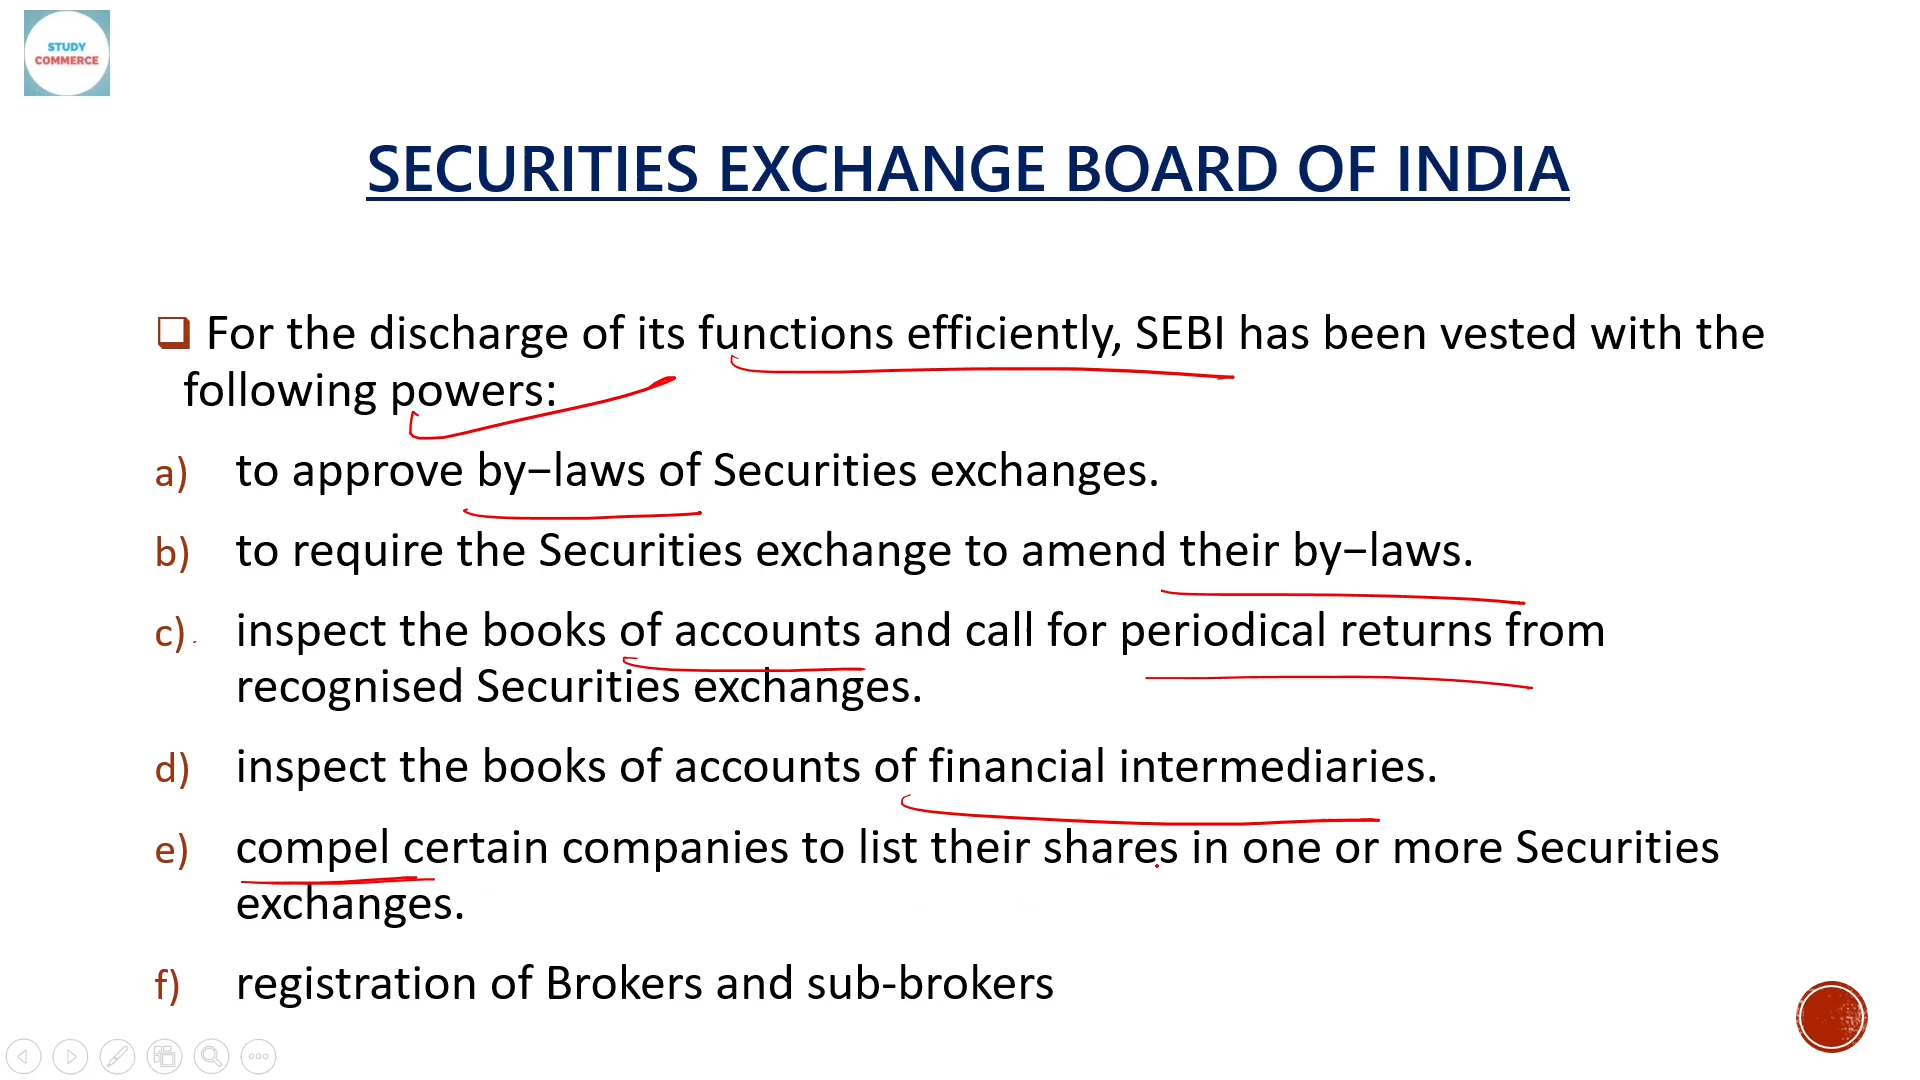 STUDY
COMMERCE
SECURITIES EXCHANGE BOARD OF INDIA
❑ For the discharge of its functions efficiently, SEBI has been vested with the
following powers:
a) to approve by−laws of Securities exchanges.
b) to require the Securities exchange to amend their by−laws.
c) inspect the books of accounts and call for periodical returns from
recognised Securities exchanges.
d) inspect the books of accounts of financial intermediaries.
e) compel certain companies to list their shares in one or more Securities
exchanges.
f) registration of Brokers and sub-brokers